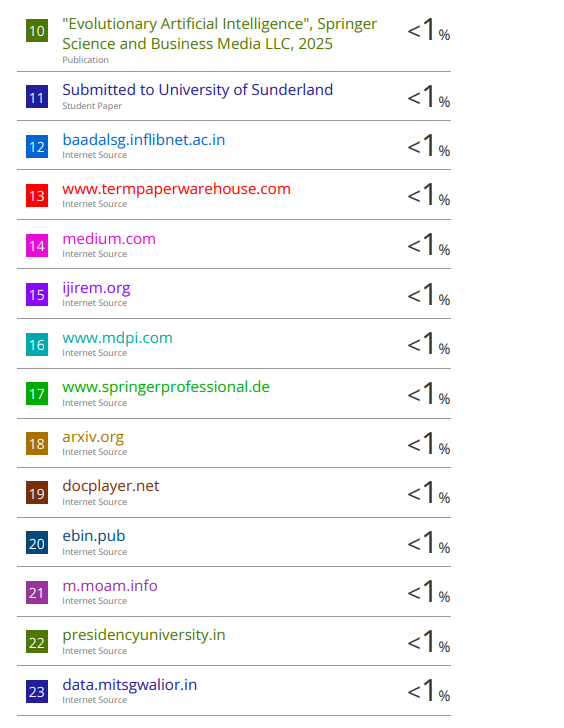 10
"Evolutionary Artificial Intelligence", Springer
Science and Business Media LLC, 2025
Publication
<1%
11
Submitted to University of Sunderland
Student Paper
<1%
12
baadalsg.inflibnet.ac.in
Internet Source
<1%
13
www.termpaperwarehouse.com
Internet Source
<1%
14
medium.com
Internet Source
<1%
15
ijirem.org
Internet Source
<1%
16
www.mdpi.com
Internet Source
<1%
17
www.springerprofessional.de
Internet Source
<1%
18
arxiv.org
Internet Source
<1%
19
docplayer.net
Internet Source
<1%
20
ebin.pub
Internet Source
<1%
21
m.moam.info
Internet Source
<1%
22
presidencyuniversity.in
Internet Source
<1%
23
data.mitsgwalior.in
Internet Source
<1%